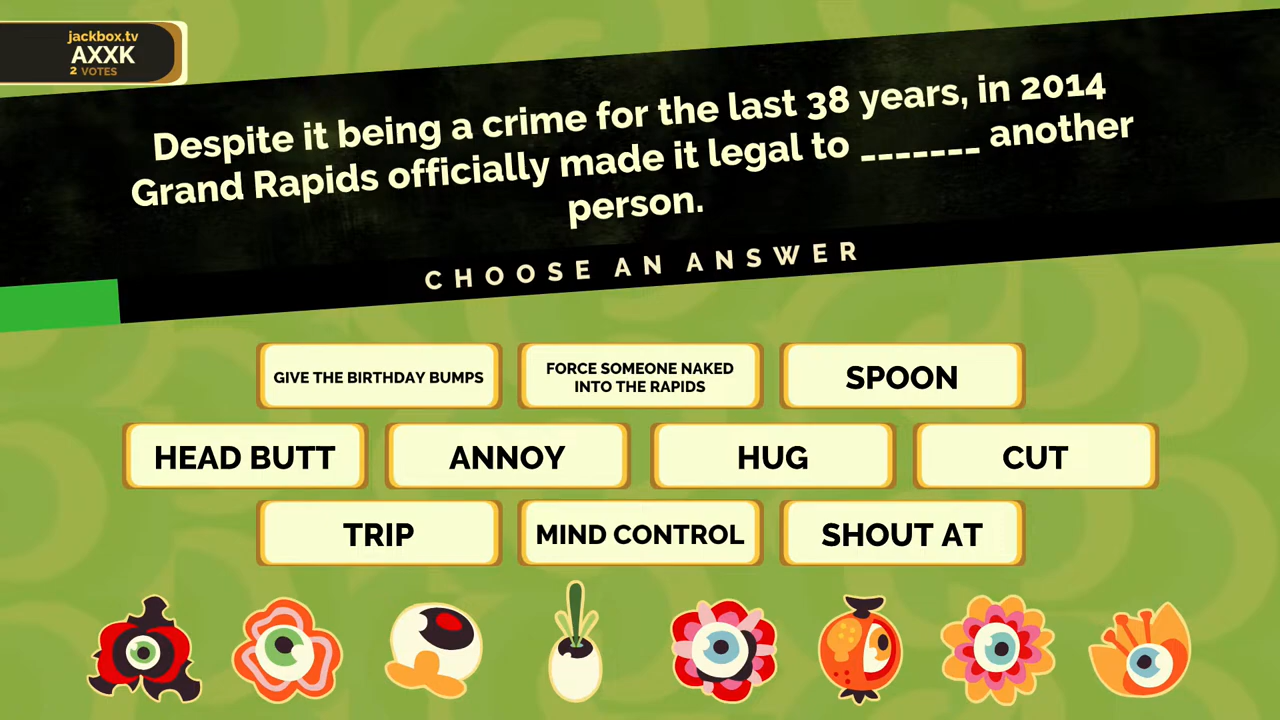 jackbox.tv
AXXK
2 VOTES
Despite it being a crime for the last 38 years, in 2014
Grand Rapids officially made it legal to _______ another
person.
CHOOSE AN ANSWER
GIVE THE BIRTHDAY BUMPS
FORCE SOMEONE NAKED
INTO THE RAPIDS
SPOON
HEAD BUTT
ANNOY
HUG
CUT
TRIP
MIND CONTROL
SHOUT AT